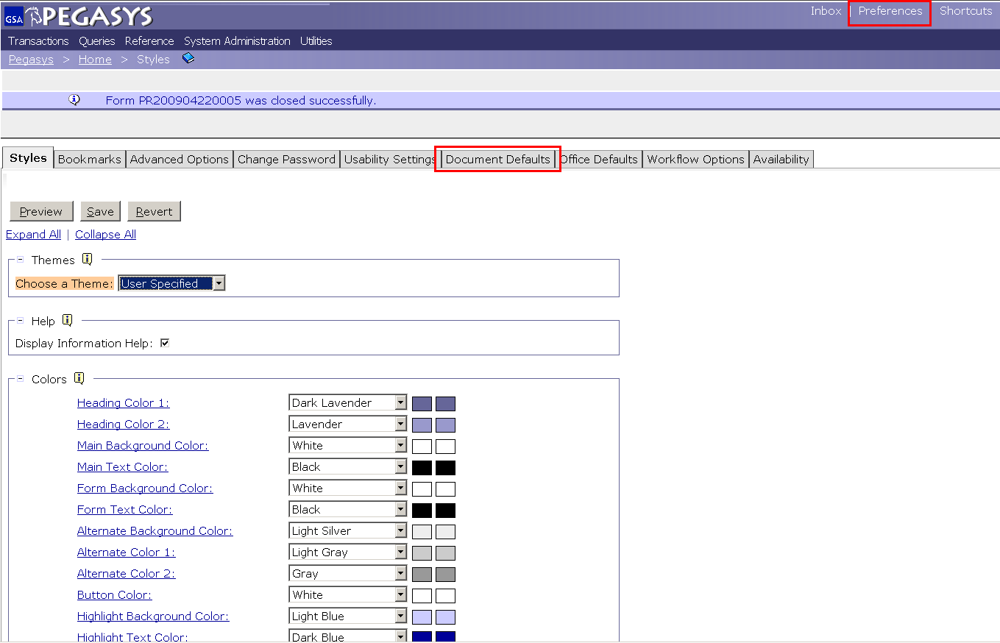 GSA PEGASYS Inbox | Preferences Shortcuts
Transactions Queries Reference System Administration Utilities
Pegasys > Home > Styles
Form PR200904220005 was closed successfully.
Styles Bookmarks Advanced Options Change Password Usability Settings Document Defaults Office Defaults Workflow Options Availability
Preview Save Revert
Expand All | Collapse All
Themes
Choose a Theme: User Specified
Help
Display Information Help:
Colors
Heading Color 1: Dark Lavender
Heading Color 2: Lavender
Main Background Color: White
Main Text Color: Black
Form Background Color: White
Form Text Color: Black
Alternate Background Color: Light Silver
Alternate Color 1: Light Gray
Alternate Color 2: Gray
Button Color: White
Highlight Background Color: Light Blue
Highlight Text Color: Dark Blue